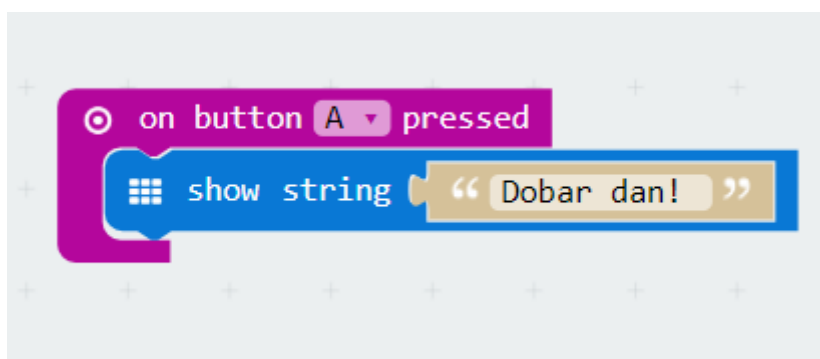 on button A pressed
show string “ Dobar dan! ”